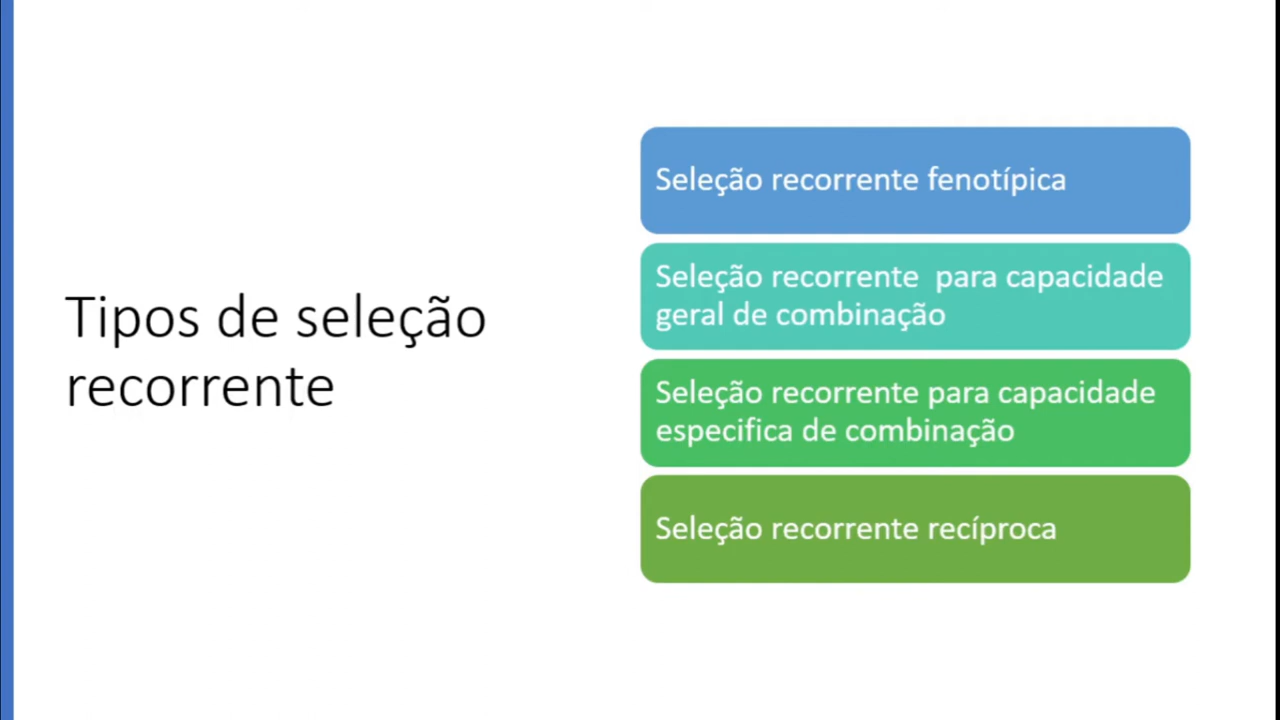 Tipos de seleção
recorrente
Seleção recorrente fenotípica
Seleção recorrente  para capacidade
geral de combinação
Seleção recorrente para capacidade
especifica de combinação
Seleção recorrente recíproca